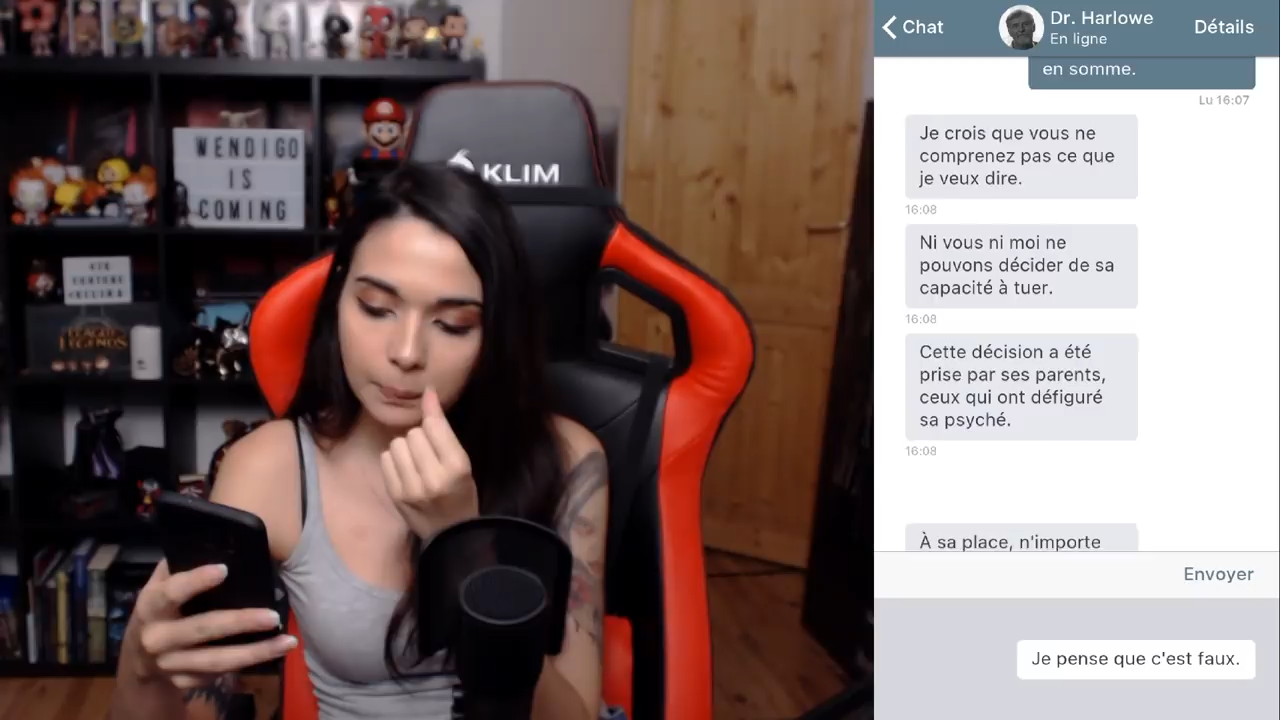 WENDIGO
IS
COMING
KLIM
LEAGUE OF
LEGENDS
Chat
Dr. Harlowe
En ligne
Détails
en somme.
Lu 16:07
Je crois que vous ne
comprenez pas ce que
je veux dire.
16:08
Ni vous ni moi ne
pouvons décider de sa
capacité à tuer.
16:08
Cette décision a été
prise par ses parents,
ceux qui ont défiguré
sa psyché.
16:08
À sa place, n'importe
Envoyer
Je pense que c'est faux.